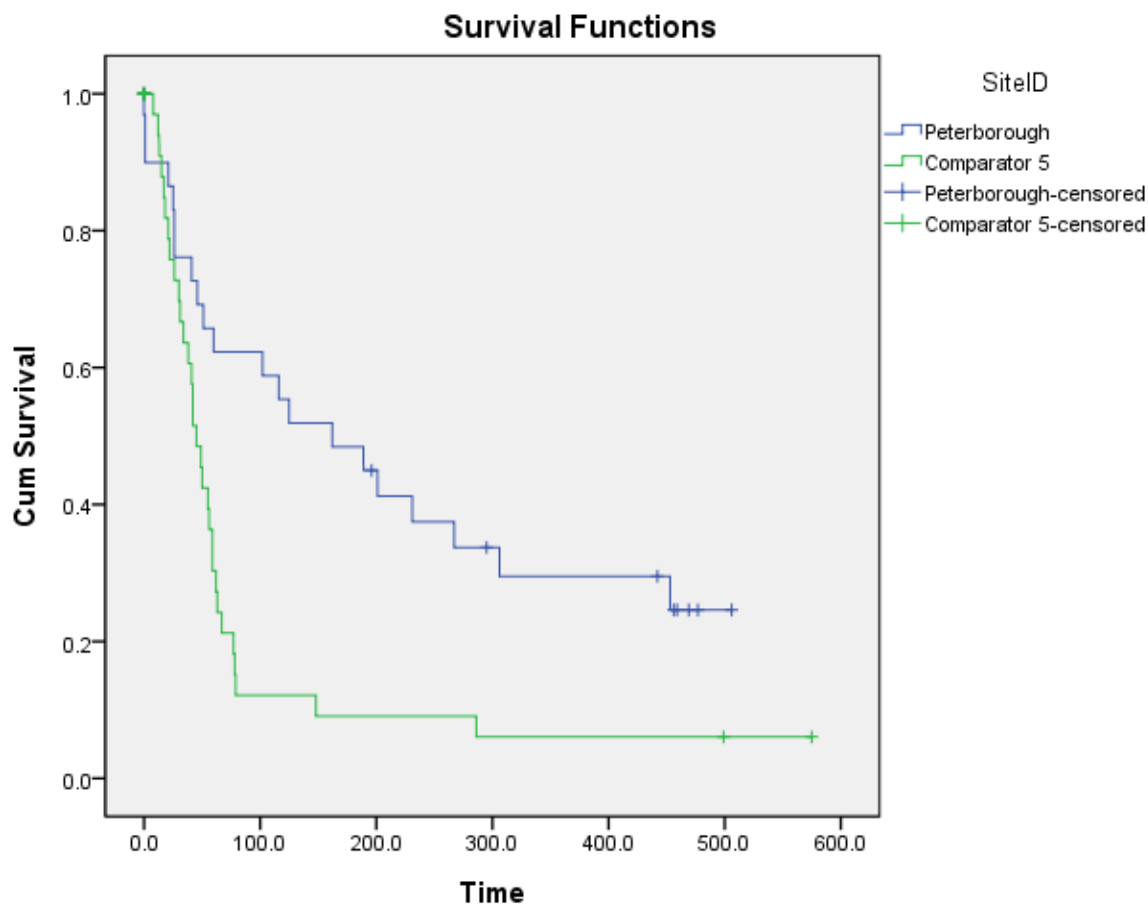 Survival Functions
SiteID
Peterborough
Comparator 5
Peterborough-censored
Comparator 5-censored
Cum Survival
1.0
0.8
0.6
0.4
0.2
0.0
0.0 100.0 200.0 300.0 400.0 500.0 600.0
Time